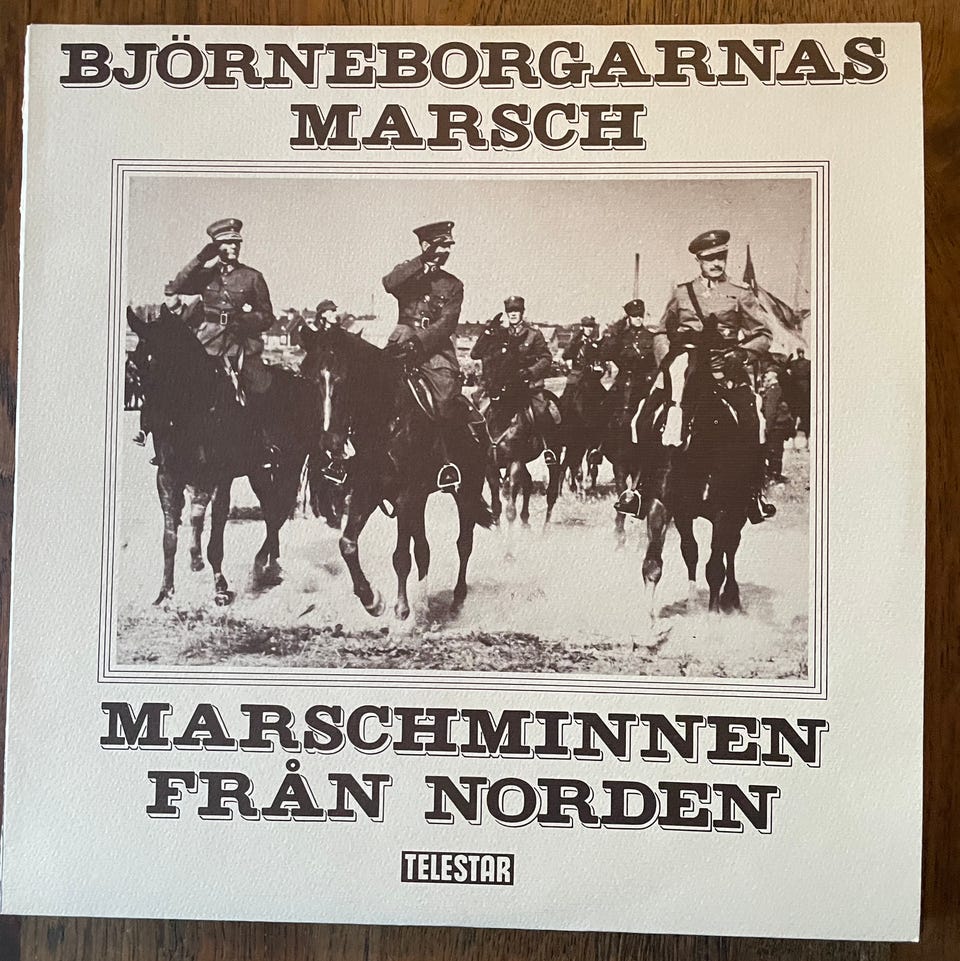 BJÖRNEBORGARNAS
MARSCH
MARSCHMINNEN
FRÅN NORDEN
TELESTAR